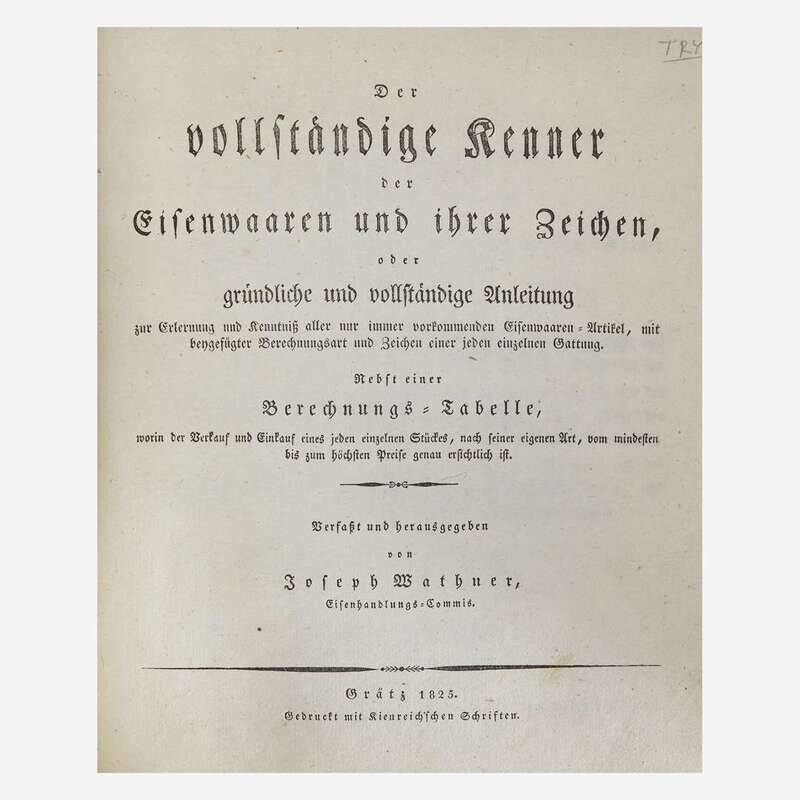 TRY
Der
vollſtändige Kenner
der
Eiſenwaaren und ihrer Zeichen,
oder
gründliche und vollſtändige Anleitung
zur Erlernung und Kenntniß aller nur immer vorkommenden Eiſenwaaren-Artikel, mit
beygefügter Berechnungsart und Zeichen einer jeden einzelnen Gattung.
Nebſt einer
Berechnungs-Tabelle,
worin der Verkauf und Einkauf eines jeden einzelnen Stückes, nach ſeiner eigenen Art, vom mindeſten
bis zum höchſten Preiſe genau erſichtlich iſt.
Verfaßt und herausgegeben
von
Joſeph Wathner,
Eiſenhandlungs-Commis.
Grätz 1825.
Gedruckt mit Kienreich'ſchen Schriften.